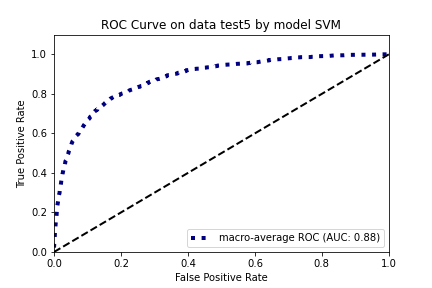 ROC Curve on data test5 by model SVM
True Positive Rate
1.0
0.8
0.6
0.4
0.2
0.0
macro-average ROC (AUC: 0.88)
0.0 0.2 0.4 0.6 0.8 1.0
False Positive Rate